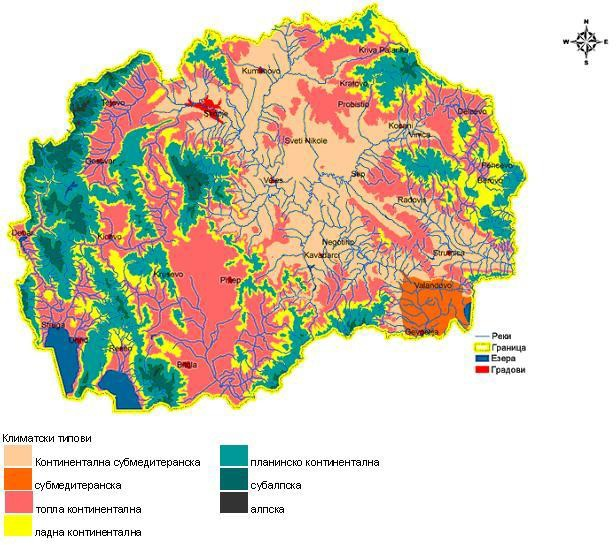 N
W E
S
Kriva Palanka
Kumanovo
Kratovo
Tetovo
Probistip
Skopje
Delcevo
Kocani
Vinica
Sveti Nikole
Gostivar
Pehcevo
Berovo
Veles
Stip
Radovis
Debar
Kicevo
Negotino
Strumica
Kavadarci
Krusevo
Prilep
Valandovo
Struga
Gevgelija
Ohrid
Resen
Bitola
Реки
Граница
Езера
Градови
Климатски типови
Континентална субмедитеранска
планинско континентална
субмедитеранска
субалпска
топла континентална
алпска
ладна континентална